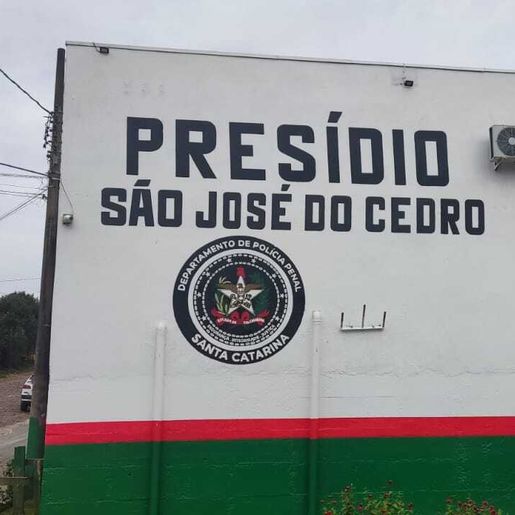 PRESÍDIO
SÃO JOSÉ DO CEDRO
DEPARTAMENTO DE POLÍCIA PENAL
SANTA CATARINA